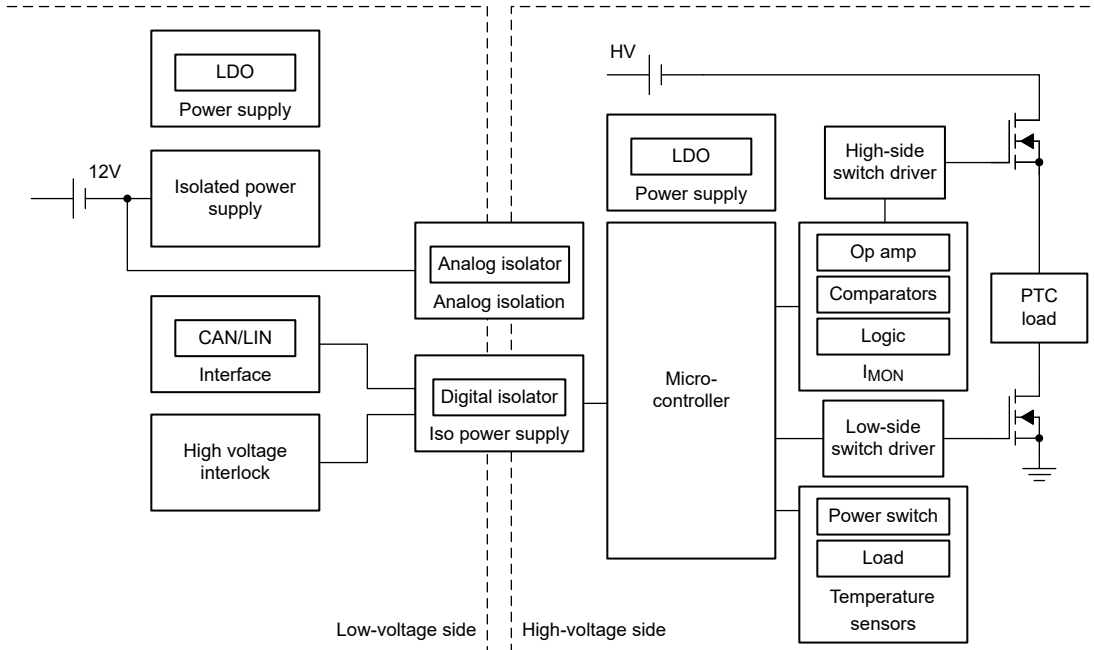 LDO
Power supply
12V
Isolated power
supply
Analog isolator
Analog isolation
CAN/LIN
Interface
Digital isolator
Iso power supply
High voltage
interlock
Low-voltage side
High-voltage side
HV
LDO
Power supply
Micro-
controller
High-side
switch driver
Op amp
Comparators
Logic
IMON
PTC
load
Low-side
switch driver
Power switch
Load
Temperature
sensors